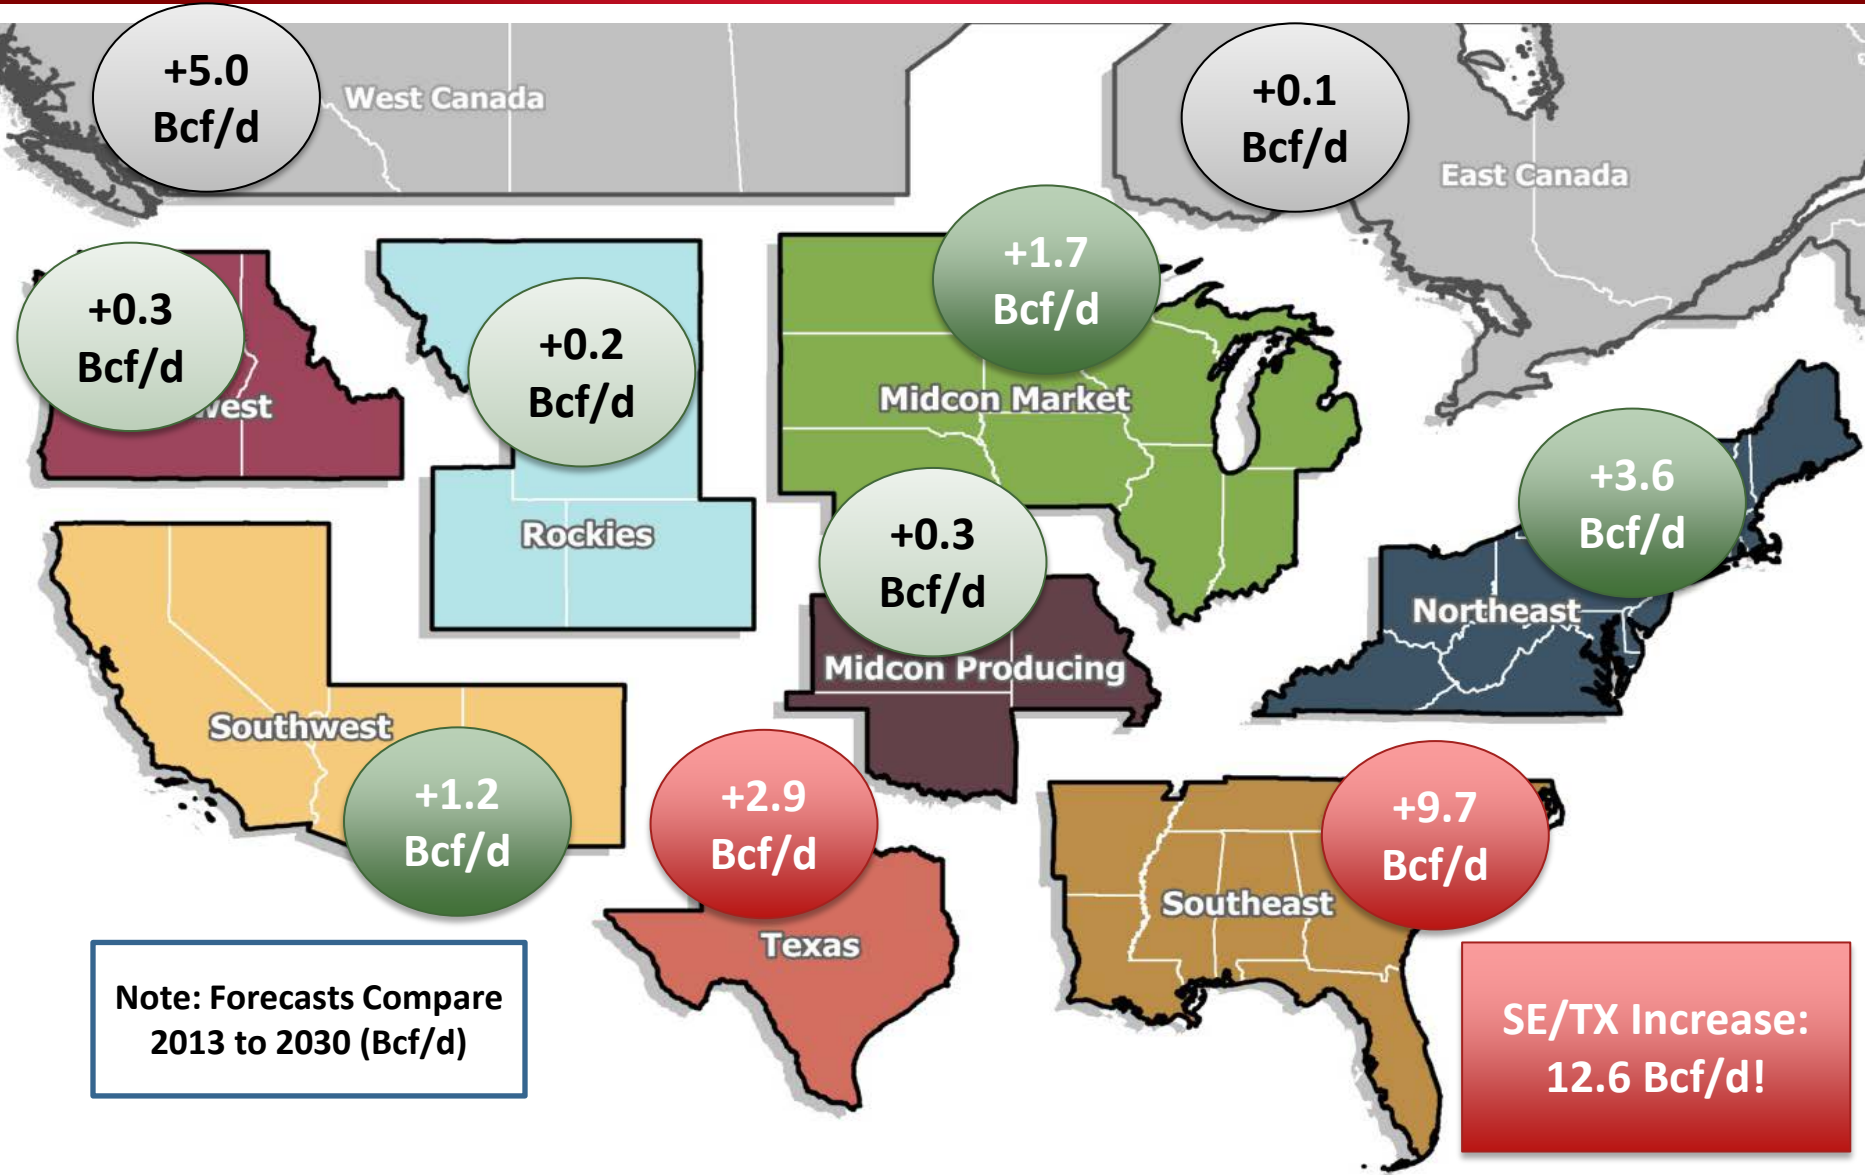 +5.0
Bcf/d
West Canada
+0.1
Bcf/d
East Canada
+0.3
Bcf/d
west
+0.2
Bcf/d
Rockies
+1.7
Bcf/d
Midcon Market
+0.3
Bcf/d
Midcon Producing
+3.6
Bcf/d
Northeast
Southwest
+1.2
Bcf/d
+2.9
Bcf/d
Texas
+9.7
Bcf/d
Southeast
Note: Forecasts Compare
2013 to 2030 (Bcf/d)
SE/TX Increase:
12.6 Bcf/d!